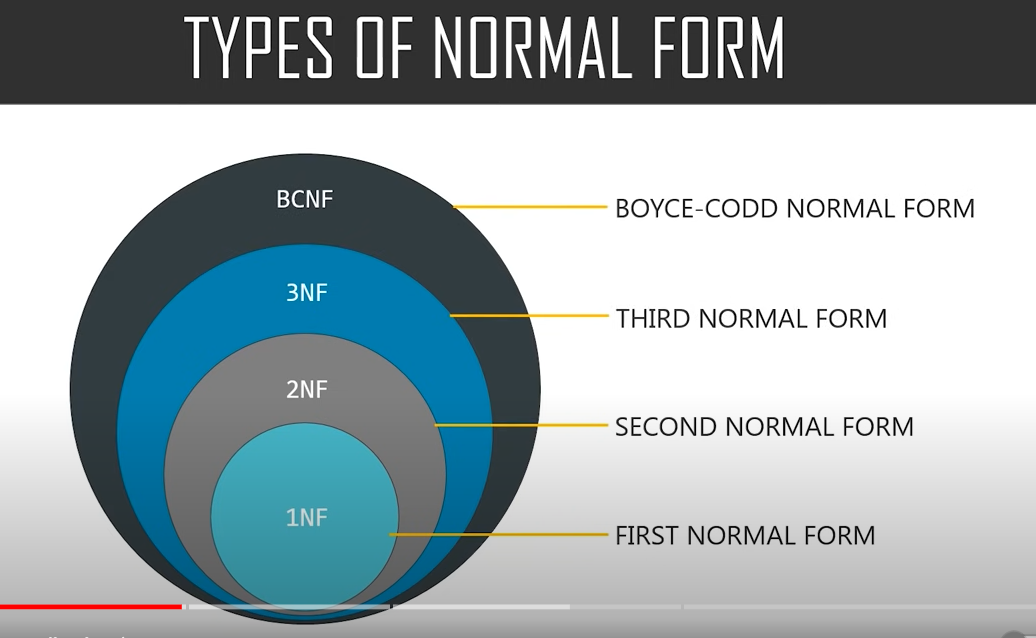 TYPES OF NORMAL FORM
BCNF
BOYCE-CODD NORMAL FORM
3NF
THIRD NORMAL FORM
2NF
SECOND NORMAL FORM
1NF
FIRST NORMAL FORM